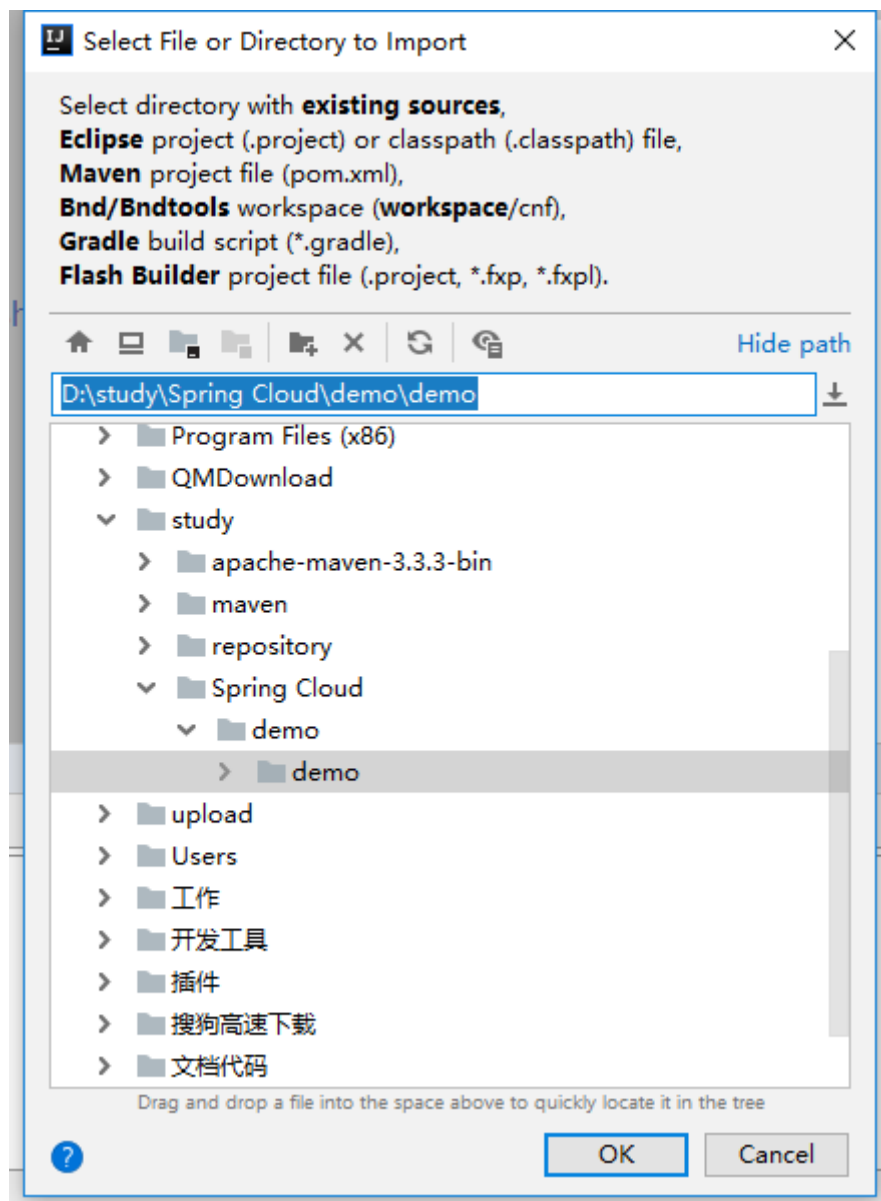 Select File or Directory to Import
Select directory with existing sources,
Eclipse project (.project) or classpath (.classpath) file,
Maven project file (pom.xml),
Bnd/Bndtools workspace (workspace/cnf),
Gradle build script (*.gradle),
Flash Builder project file (.project, *.fxp, *.fxpl).
Hide path
D:\study\Spring Cloud\demo\demo
Program Files (x86)
QMDownload
study
apache-maven-3.3.3-bin
maven
repository
Spring Cloud
demo
demo
upload
Users
工作
开发工具
插件
搜狗高速下载
文档代码
Drag and drop a file into the space above to quickly locate it in the tree
? OK Cancel